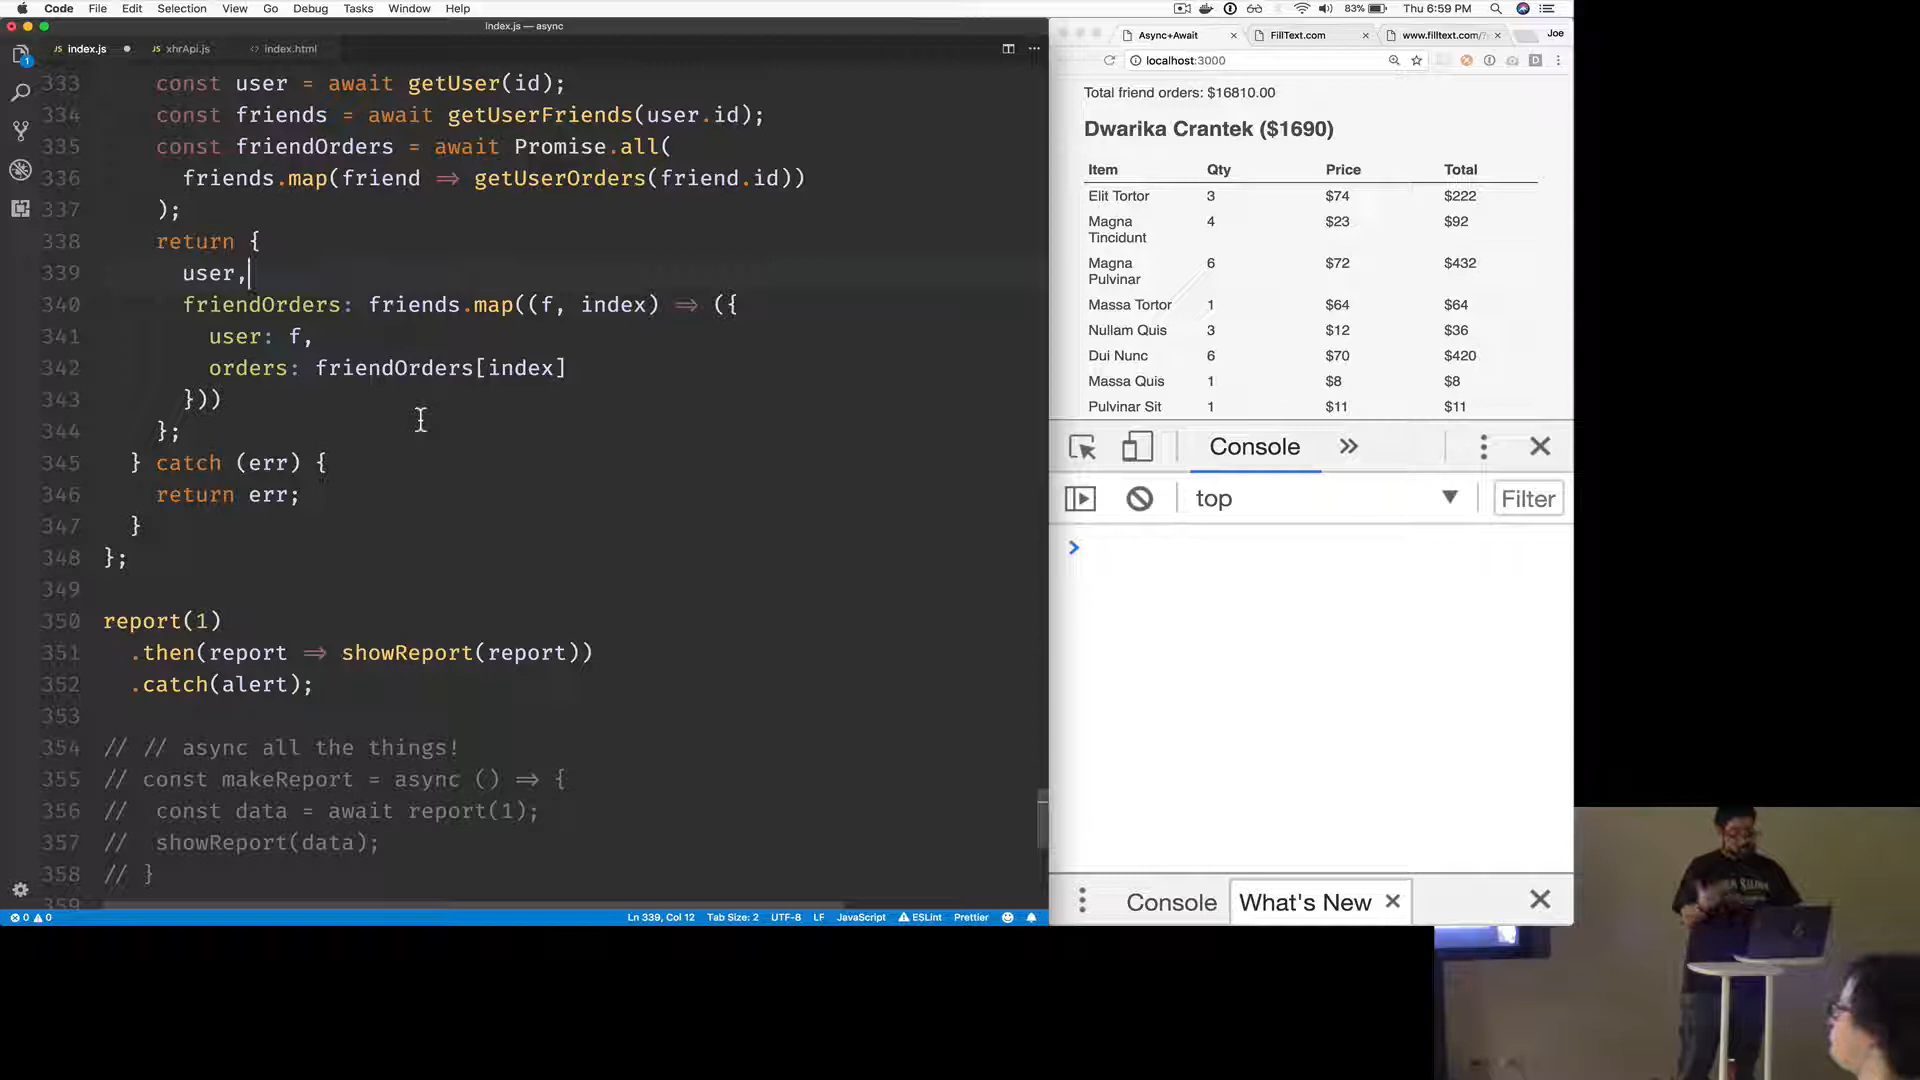 Code File Edit Selection View Go Debug Tasks Window Help
83% Thu 6:59 PM
index.js — async
index.js
xhrApi.js
index.html
333 const user = await getUser(id);
334 const friends = await getUserFriends(user.id);
335 const friendOrders = await Promise.all(
336 friends.map(friend => getUserOrders(friend.id))
337 );
338 return {
339 user,
340 friendOrders: friends.map((f, index) => ({
341 user: f,
342 orders: friendOrders[index]
343 }))
344 };
345 } catch (err) {
346 return err;
347 }
348 };
349
350 report(1)
351 .then(report => showReport(report))
352 .catch(alert);
353
354 // // async all the things!
355 // const makeReport = async () => {
356 // const data = await report(1);
357 // showReport(data);
358 // }
359
0 0 Ln 339, Col 12 Tab Size: 2 UTF-8 LF JavaScript ESLint Prettier
Async+Await
FillText.com
www.filltext.com/?
Joe
localhost:3000
Total friend orders: $16810.00
Dwarika Crantek ($1690)
Item Qty Price Total
Elit Tortor 3 $74 $222
Magna Tincidunt 4 $23 $92
Magna Pulvinar 6 $72 $432
Massa Tortor 1 $64 $64
Nullam Quis 3 $12 $36
Dui Nunc 6 $70 $420
Massa Quis 1 $8 $8
Pulvinar Sit 1 $11 $11
Console
top
Filter
Console What's New